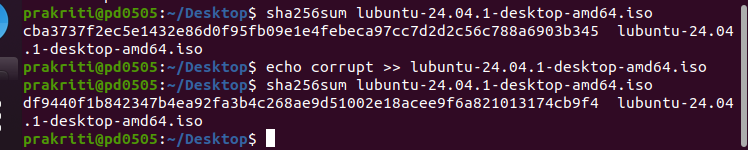 prakriti@pd0505:~/Desktop$ sha256sum lubuntu-24.04.1-desktop-amd64.iso
cba3737f2ec5e1432e86d0f95fb09e1e4febeca97cc7d2d2c56c788a6903b345  lubuntu-24.04
.1-desktop-amd64.iso
prakriti@pd0505:~/Desktop$ echo corrupt >> lubuntu-24.04.1-desktop-amd64.iso
prakriti@pd0505:~/Desktop$ sha256sum lubuntu-24.04.1-desktop-amd64.iso
df9440f1b842347b4ea92fa3b4c268ae9d51002e18acee9f6a821013174cb9f4  lubuntu-24.04
.1-desktop-amd64.iso
prakriti@pd0505:~/Desktop$